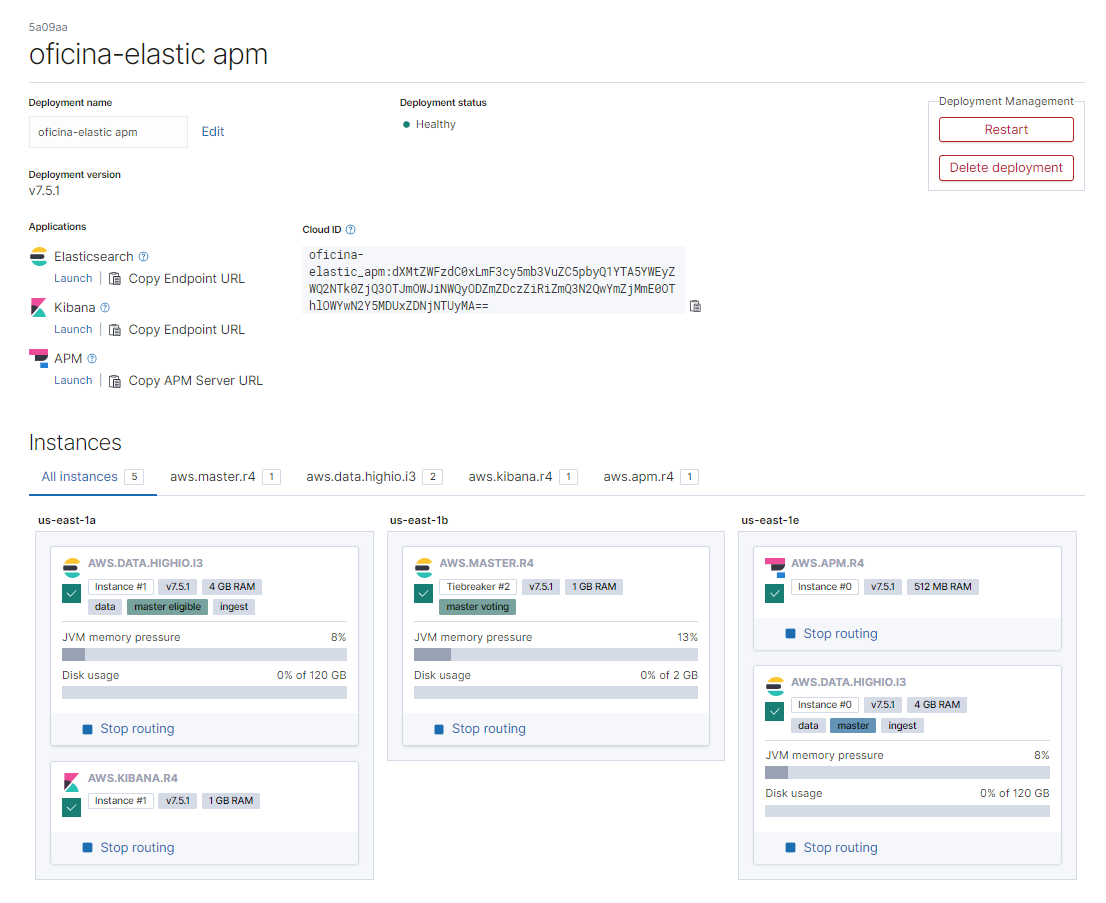 5a09aa
oficina-elastic apm
Deployment name
oficina-elastic apm
Edit
Deployment status
Healthy
Deployment Management
Restart
Delete deployment
Deployment version
v7.5.1
Applications
Elasticsearch
Launch
Copy Endpoint URL
Kibana
Launch
Copy Endpoint URL
APM
Launch
Copy APM Server URL
Cloud ID
oficina-
elastic_apm:dXMtZWFzdC0xLmF3cy5mb3VuZC5pbyQ1YTA5YWEyZ
WQ2NTk0ZjQ3OTJmOWJiNWQyODZmZDczZiRiZmQ3N2QwYmZjMmE0OT
hlOWYwN2Y5MDUxZDNjNTUyMA==
Instances
All instances 5
aws.master.r4 1
aws.data.highio.i3 2
aws.kibana.r4 1
aws.apm.r4 1
us-east-1a
AWS.DATA.HIGHIO.I3
Instance #1 v7.5.1 4 GB RAM
data master eligible ingest
JVM memory pressure 8%
Disk usage 0% of 120 GB
Stop routing
AWS.KIBANA.R4
Instance #1 v7.5.1 1 GB RAM
Stop routing
us-east-1b
AWS.MASTER.R4
Tiebreaker #2 v7.5.1 1 GB RAM
master voting
JVM memory pressure 13%
Disk usage 0% of 2 GB
Stop routing
us-east-1e
AWS.APM.R4
Instance #0 v7.5.1 512 MB RAM
Stop routing
AWS.DATA.HIGHIO.I3
Instance #0 v7.5.1 4 GB RAM
data master ingest
JVM memory pressure 8%
Disk usage 0% of 120 GB
Stop routing